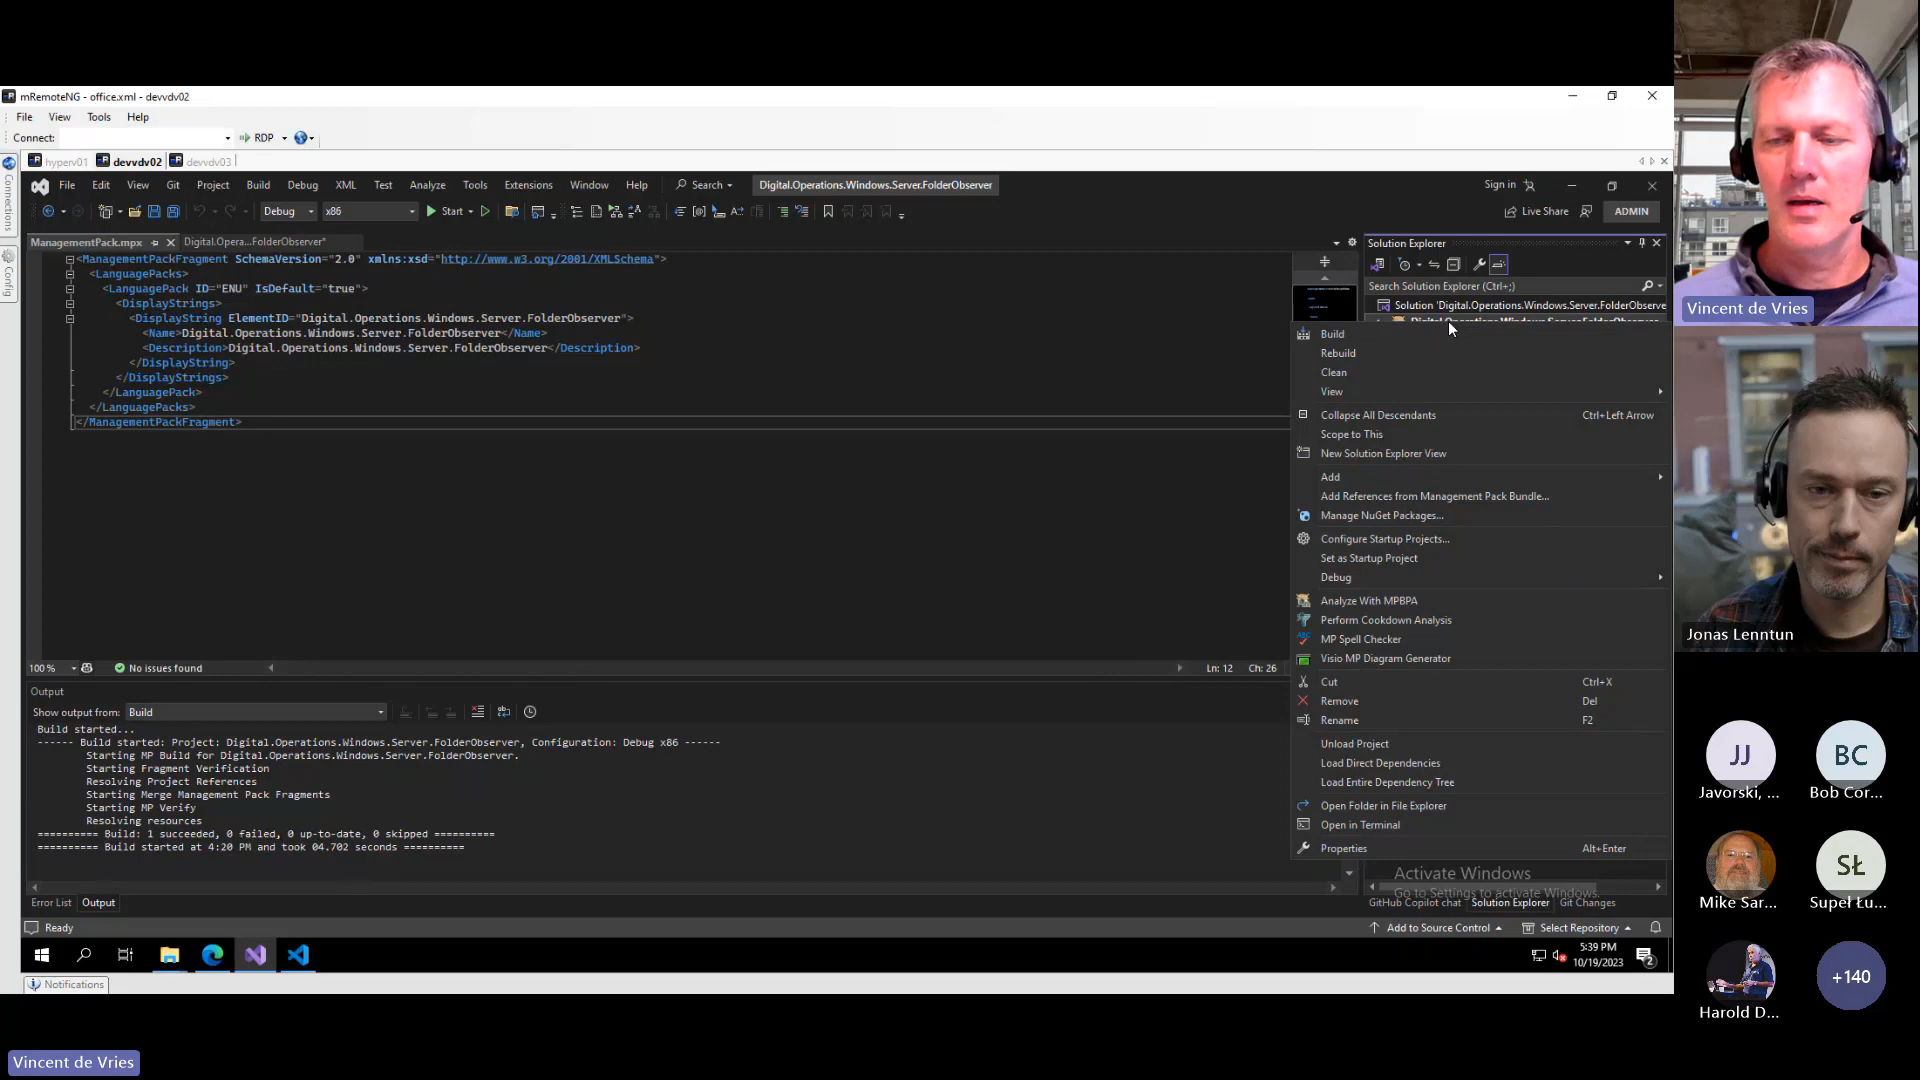 mRemoteNG - office.xml - devvdv02
File View Tools Help
Connect: RDP
hyperv01 devvdv02 devvdv03
Connections
Config
File Edit View Git Project Build Debug XML Test Analyze Tools Extensions Window Help Search Digital.Operations.Windows.Server.FolderObserver Sign in
Debug x86 Start Live Share ADMIN
ManagementPack.mpx Digital.Opera...FolderObserver*
<ManagementPackFragment SchemaVersion="2.0" xmlns:xsd="http://www.w3.org/2001/XMLSchema">
<LanguagePacks>
<LanguagePack ID="ENU" IsDefault="true">
<DisplayStrings>
<DisplayString ElementID="Digital.Operations.Windows.Server.FolderObserver">
<Name>Digital.Operations.Windows.Server.FolderObserver</Name>
<Description>Digital.Operations.Windows.Server.FolderObserver</Description>
</DisplayString>
</DisplayStrings>
</LanguagePack>
</LanguagePacks>
</ManagementPackFragment>
100 % No issues found Ln: 12 Ch: 26
Output
Show output from: Build
Build started...
------ Build started: Project: Digital.Operations.Windows.Server.FolderObserver, Configuration: Debug x86 ------
Starting MP Build for Digital.Operations.Windows.Server.FolderObserver.
Starting Fragment Verification
Resolving Project References
Starting Merge Management Pack Fragments
Starting MP Verify
Resolving resources
========== Build: 1 succeeded, 0 failed, 0 up-to-date, 0 skipped ==========
========== Build started at 4:20 PM and took 04.702 seconds ==========
Error List Output
Ready
Solution Explorer
Search Solution Explorer (Ctrl+;)
Solution 'Digital.Operations.Windows.Server.FolderObserve
Build
Rebuild
Clean
View
Collapse All Descendants Ctrl+Left Arrow
Scope to This
New Solution Explorer View
Add
Add References from Management Pack Bundle...
Manage NuGet Packages...
Configure Startup Projects...
Set as Startup Project
Debug
Analyze With MPBPA
Perform Cookdown Analysis
MP Spell Checker
Visio MP Diagram Generator
Cut Ctrl+X
Remove Del
Rename F2
Unload Project
Load Direct Dependencies
Load Entire Dependency Tree
Open Folder in File Explorer
Open in Terminal
Properties Alt+Enter
Activate Windows
Go to Settings to activate Windows.
GitHub Copilot chat Solution Explorer Git Changes
Add to Source Control Select Repository
5:39 PM
10/19/2023
2
Notifications
Vincent de Vries
Vincent de Vries
Jonas Lenntun
JJ
Javorski, ...
BC
Bob Cor...
Mike Sar...
SŁ
Supeł Łu...
Harold D...
+140